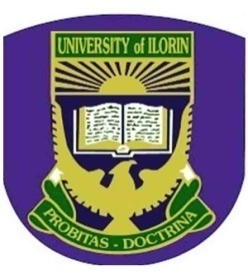 UNIVERSITY of ILORIN
PROBITAS - DOCTRINA